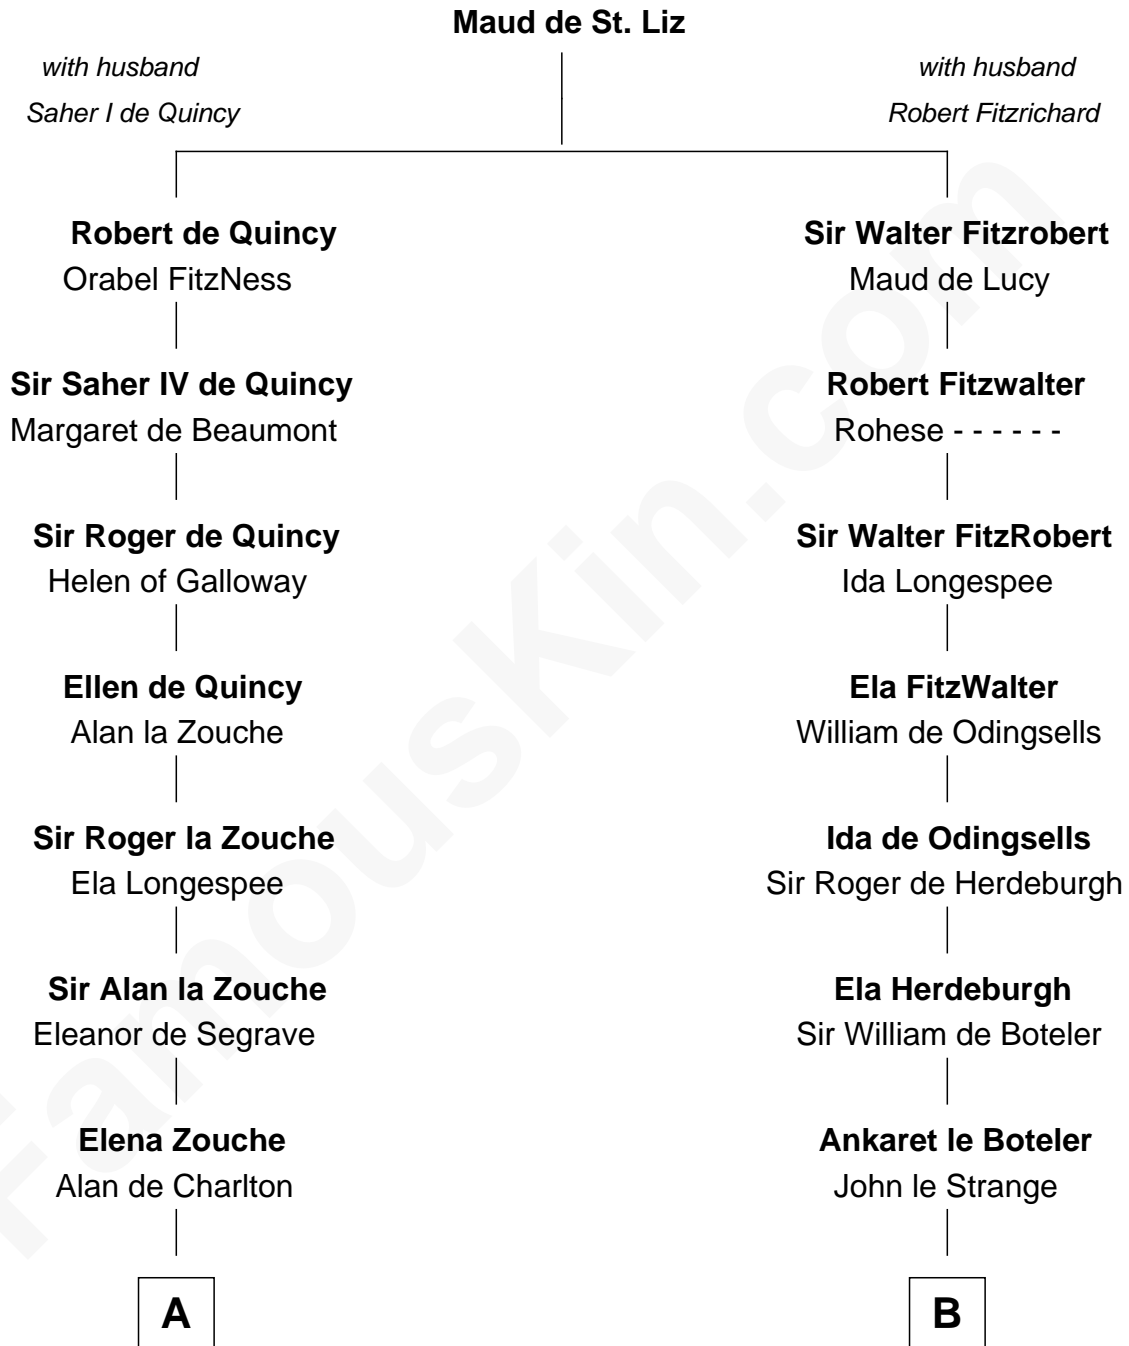 Maud de St. Liz
with husband
Saher I de Quincy
with husband
Robert Fitzrichard
Robert de Quincy
Orabel FitzNess
Sir Walter Fitzrobert
Maud de Lucy
Sir Saher IV de Quincy
Margaret de Beaumont
Robert Fitzwalter
Rohese - - - - - -
Sir Roger de Quincy
Helen of Galloway
Sir Walter FitzRobert
Ida Longespee
Ellen de Quincy
Alan la Zouche
Ela FitzWalter
William de Odingsells
Sir Roger la Zouche
Ela Longespee
Ida de Odingsells
Sir Roger de Herdeburgh
Sir Alan la Zouche
Eleanor de Segrave
Ela Herdeburgh
Sir William de Boteler
Elena Zouche
Alan de Charlton
Ankaret le Boteler
John le Strange
A
B
FamousKin.com